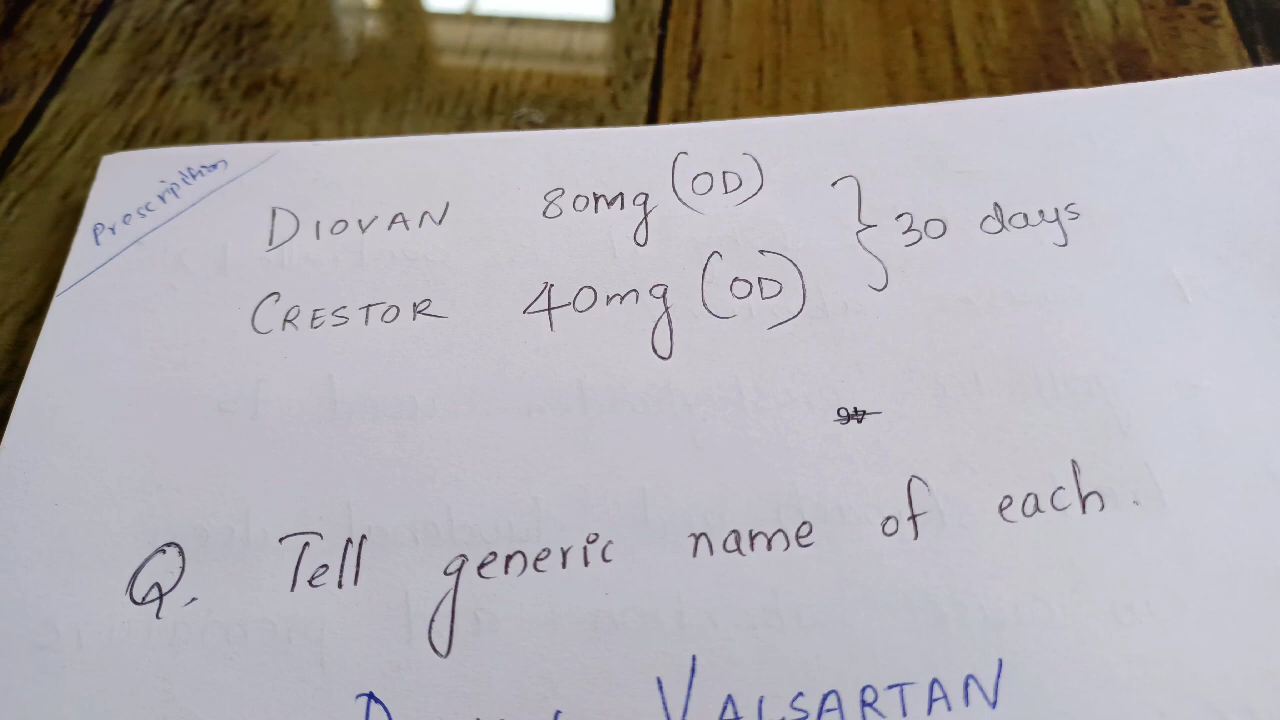 Prescription
DIOVAN 80mg (OD)
CRESTOR 40mg (OD)
} 30 days
Q. Tell generic name of each.
VALSARTAN